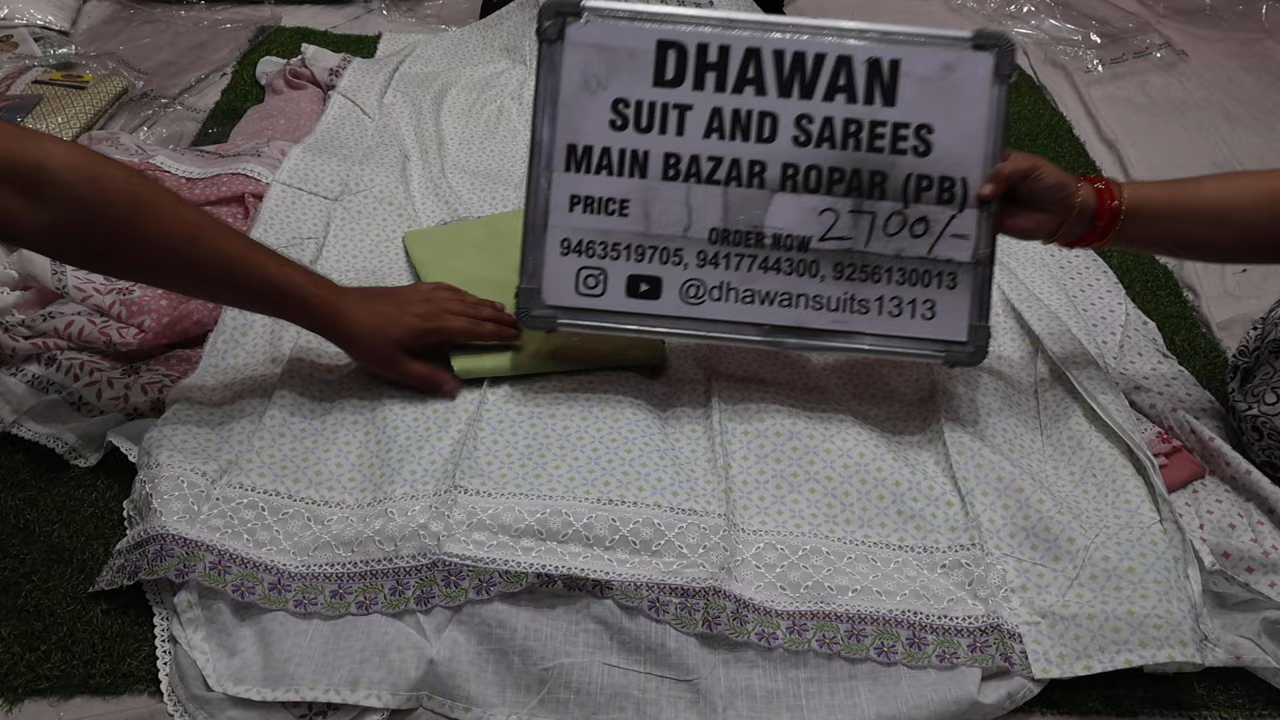 DHAWAN
SUIT AND SAREES
MAIN BAZAR ROPAR (PB)
PRICE 2700/-
ORDER NOW
9463519705, 9417744300, 9256130013
@dhawansuits1313